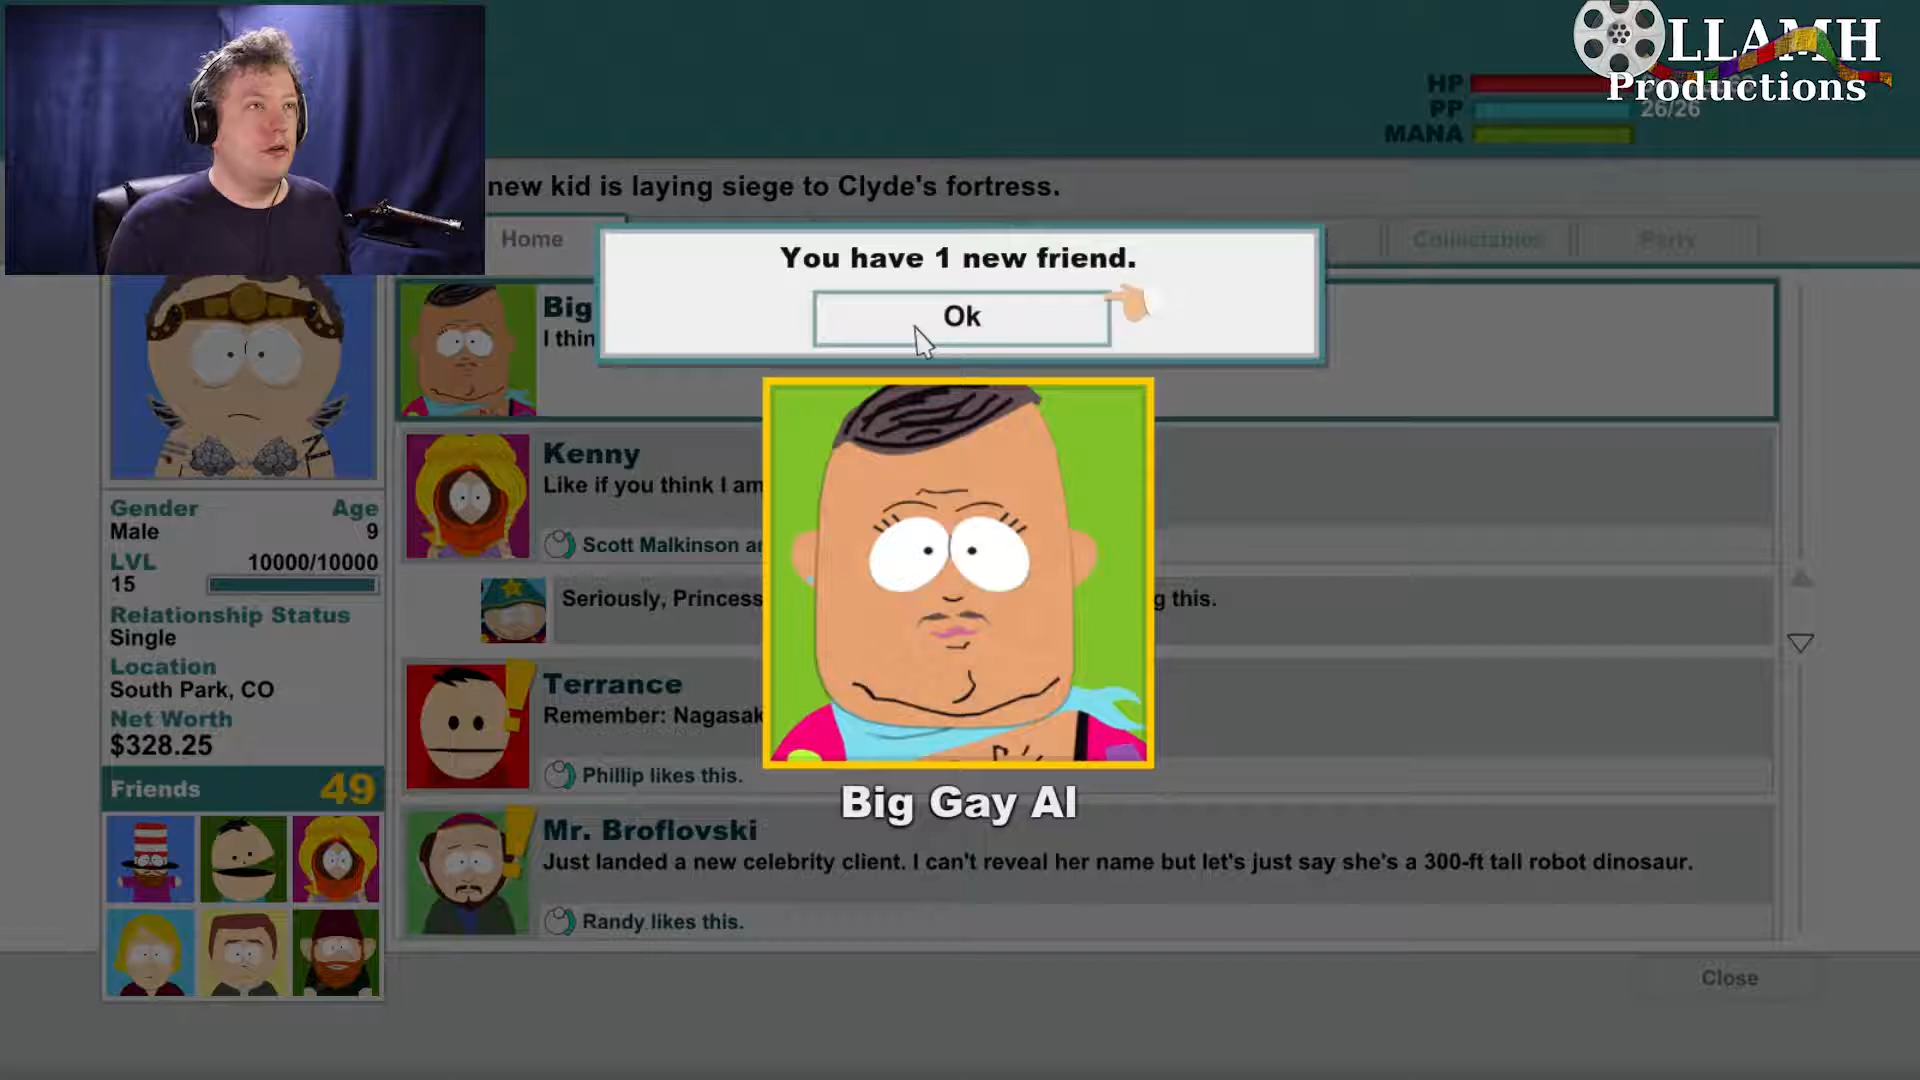 LLAMH
Productions
HP
PP
26/26
MANA
new kid is laying siege to Clyde's fortress.
Home
Collectables
Party
You have 1 new friend.
Ok
Big
I thin
Kenny
Like if you think I am
Scott Malkinson a
Seriously, Princess
g this.
Gender
Age
Male
9
LVL
10000/10000
15
Relationship Status
Single
Location
South Park, CO
Net Worth
$328.25
Friends
49
Terrance
Remember: Nagasak
Phillip likes this.
Big Gay Al
Mr. Broflovski
Just landed a new celebrity client. I can't reveal her name but let's just say she's a 300-ft tall robot dinosaur.
Randy likes this.
Close